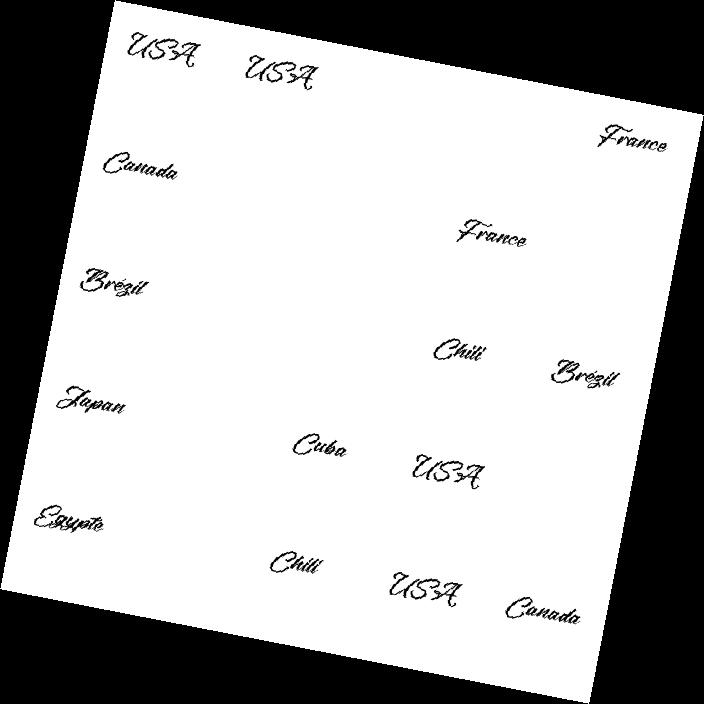 USA USA France
Canada France
Brézil Chili Brézil
Japan Cuba USA
Egypte Chili USA Canada